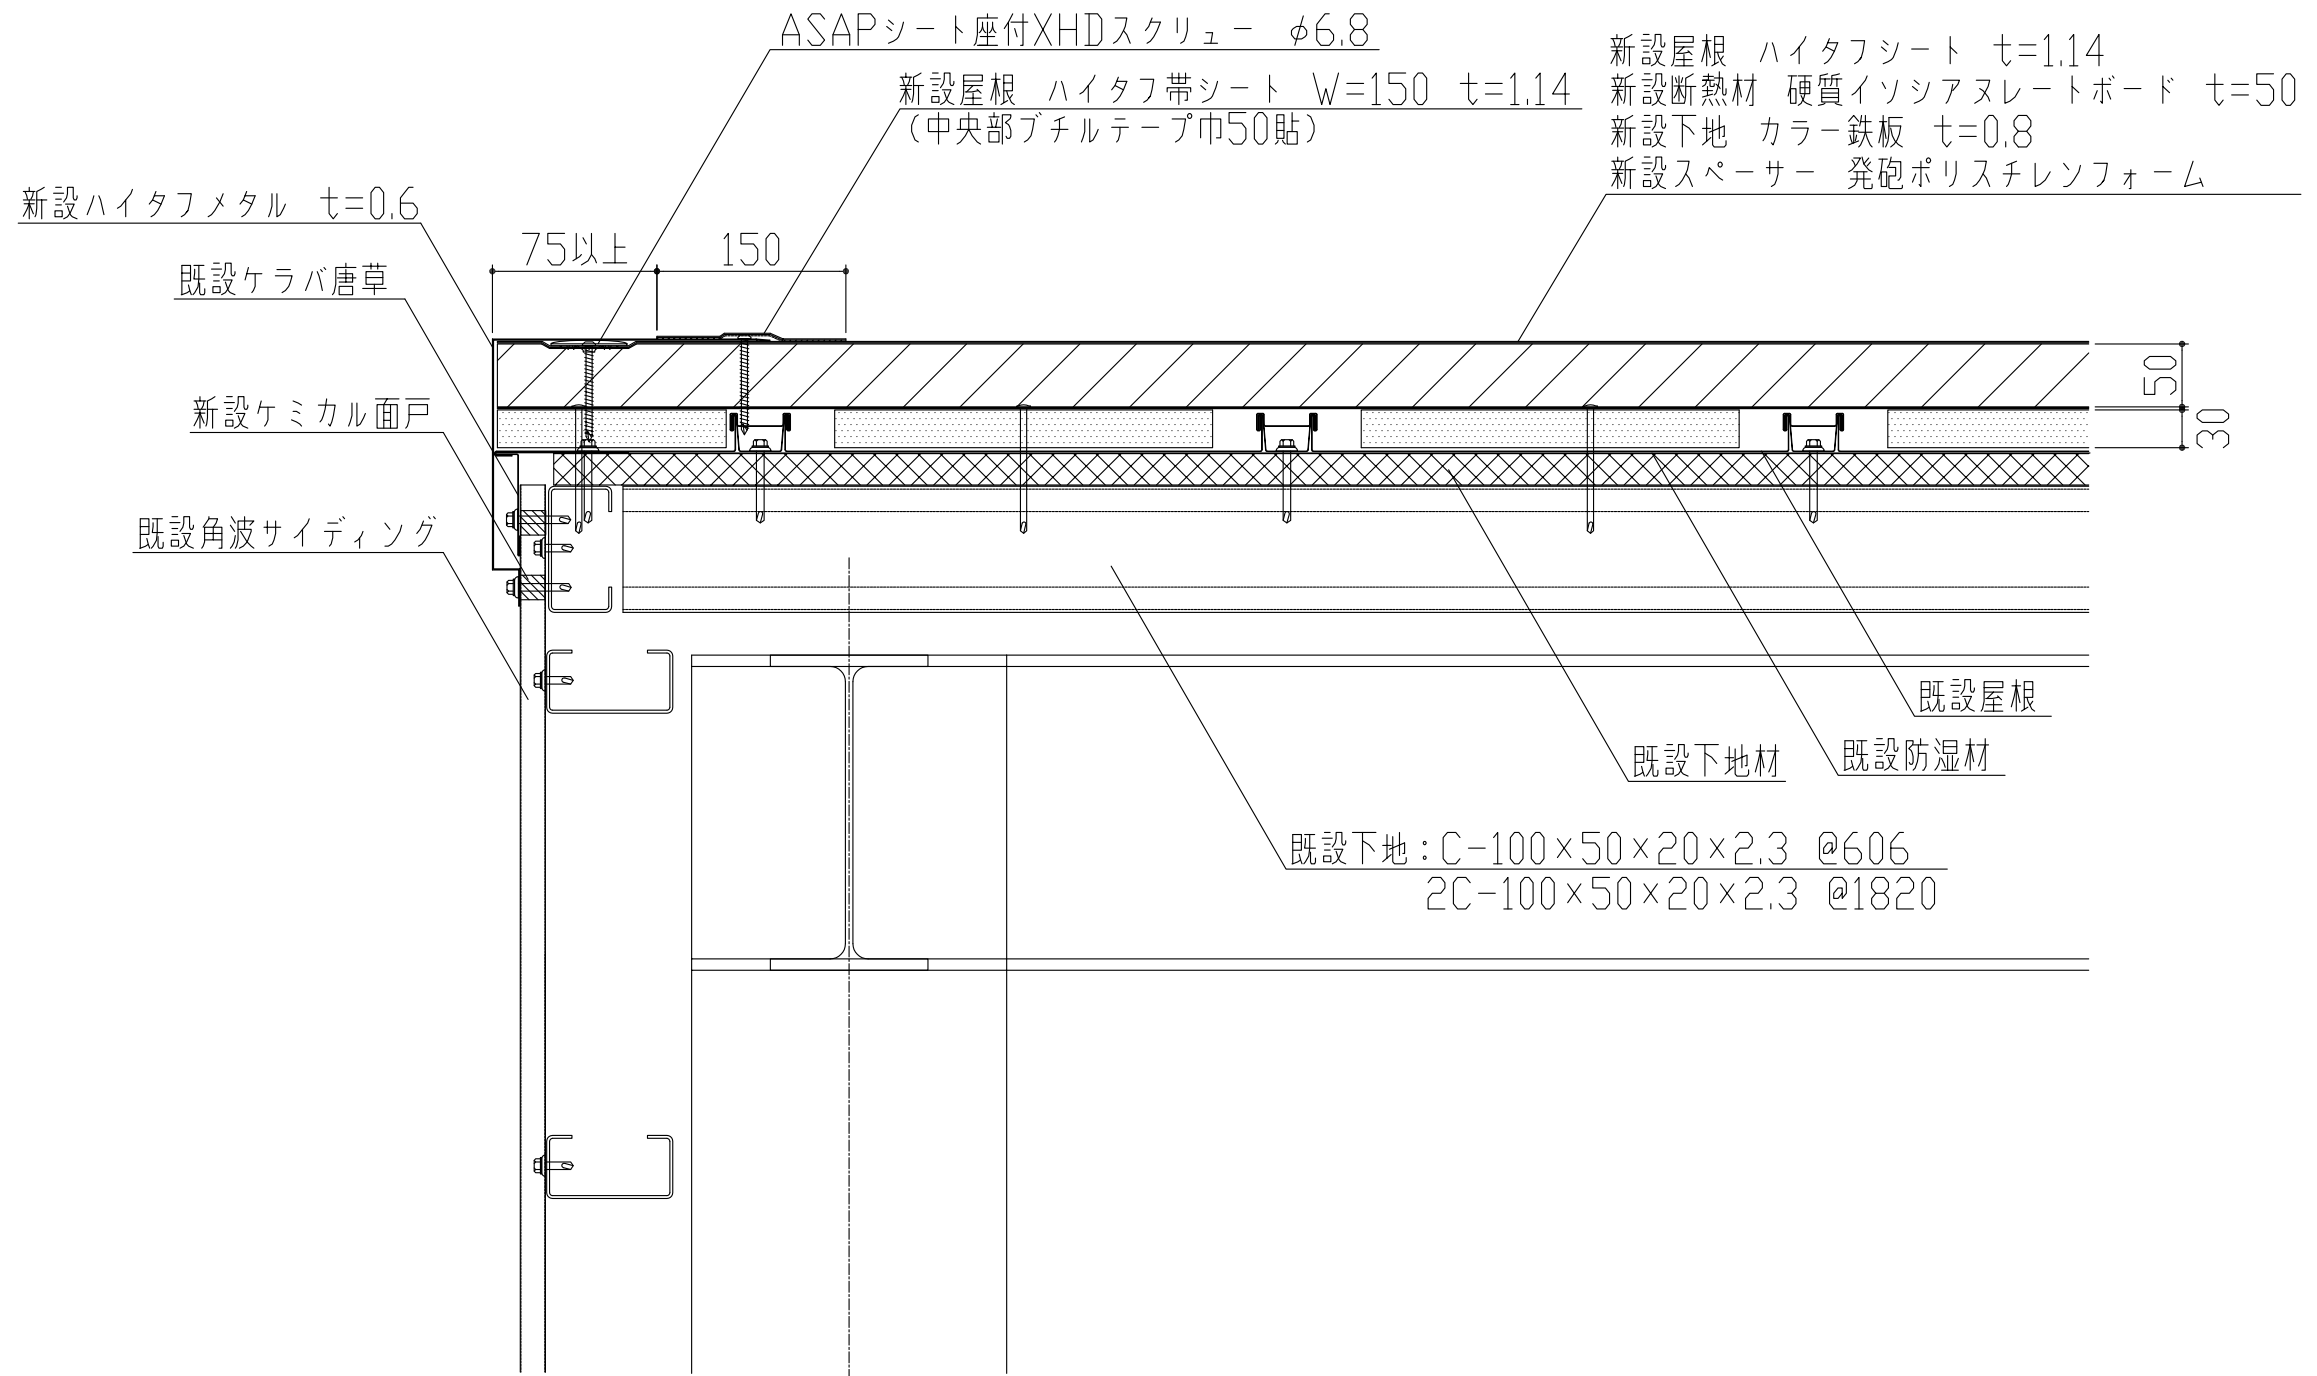 ASAPシート座付XHDスクリュー φ6.8
新設屋根 ハイタフ帯シート W=150 t=1.14
(中央部ブチルテープ巾50貼)
新設屋根 ハイタフシート t=1.14
新設断熱材 硬質イソシアヌレートボード t=50
新設下地 カラー鉄板 t=0.8
新設スペーサー 発砲ポリスチレンフォーム
新設ハイタフメタル t=0.6
75以上
150
既設ケラバ唐草
50
30
新設ケミカル面戸
既設角波サイディング
既設屋根
既設防湿材
既設下地材
既設下地:C-100×50×20×2.3 @606
2C-100×50×20×2.3 @1820